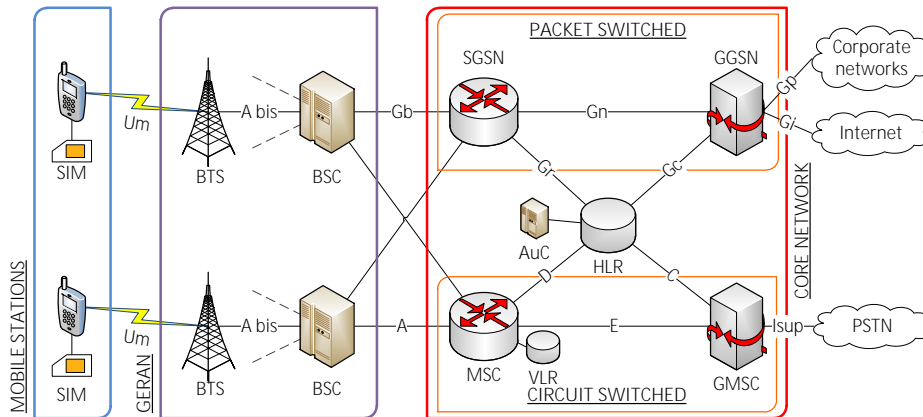 PACKET SWITCHED
SGSN
GGSN
Corporate
networks
Gp
Gi
Internet
Um
A bis
Gb
Gn
SIM
BTS
BSC
Gr
Gc
AuC
HLR
D
C
MOBILE STATIONS
GERAN
CORE NETWORK
Um
A bis
A
E
Isup
PSTN
SIM
BTS
BSC
MSC
VLR
GMSC
CIRCUIT SWITCHED